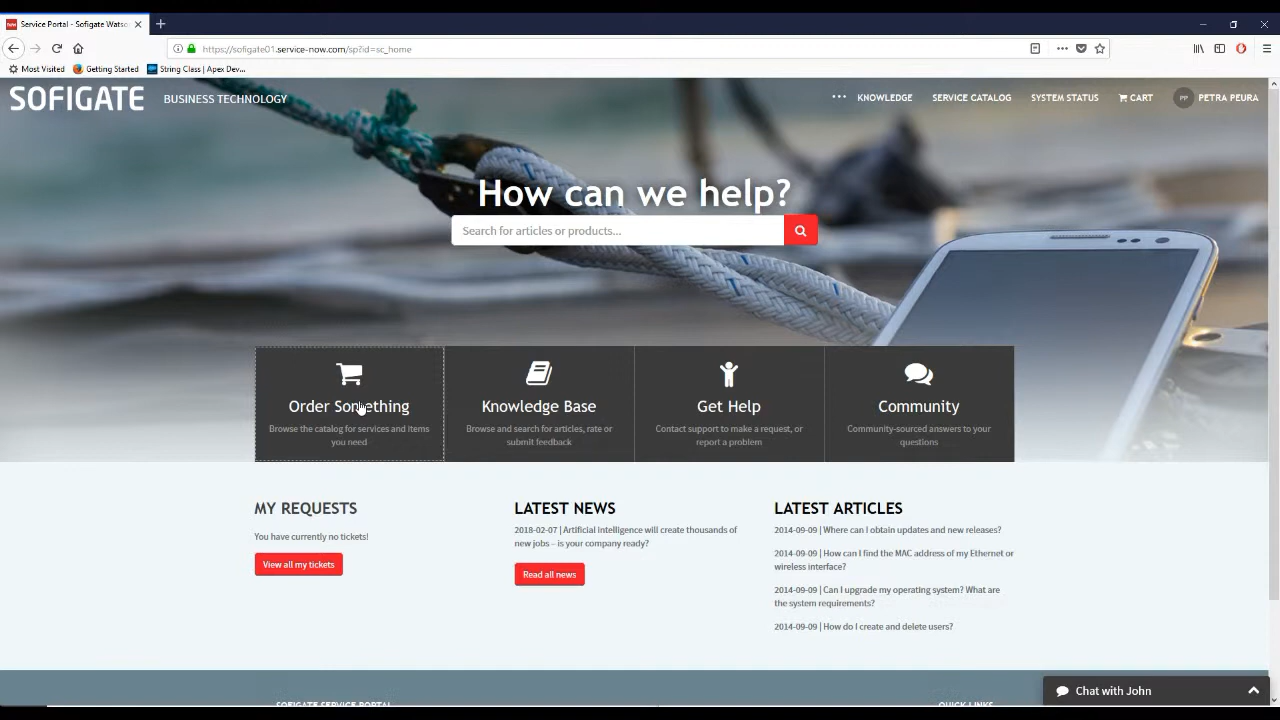 Service Portal - Sofigate Watso
https://sofigate01.service-now.com/sp?id=sc_home
Most Visited
Getting Started
String Class | Apex Dev...
SOFIGATE
BUSINESS TECHNOLOGY
KNOWLEDGE
SERVICE CATALOG
SYSTEM STATUS
CART
PP
PETRA PEURA
How can we help?
Search for articles or products...
Order Something
Browse the catalog for services and items
you need
Knowledge Base
Browse and search for articles, rate or
submit feedback
Get Help
Contact support to make a request, or
report a problem
Community
Community-sourced answers to your
questions
MY REQUESTS
You have currently no tickets!
View all my tickets
LATEST NEWS
2018-02-07 | Artificial intelligence will create thousands of
new jobs – is your company ready?
Read all news
LATEST ARTICLES
2014-09-09 | Where can I obtain updates and new releases?
2014-09-09 | How can I find the MAC address of my Ethernet or
wireless interface?
2014-09-09 | Can I upgrade my operating system? What are
the system requirements?
2014-09-09 | How do I create and delete users?
Chat with John
SOFIGATE SERVICE PORTAL
QUICK LINKS